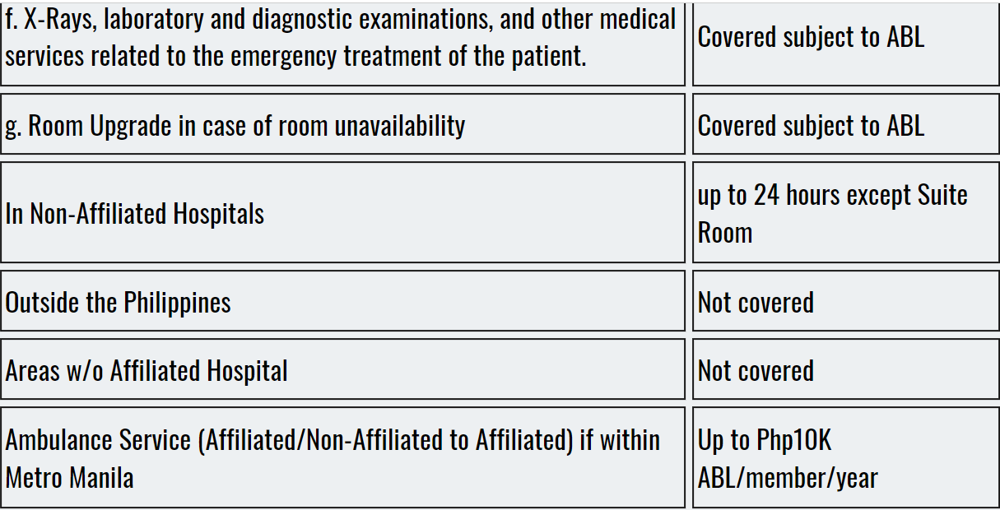 f. X-Rays, laboratory and diagnostic examinations, and other medical
services related to the emergency treatment of the patient.
Covered subject to ABL
g. Room Upgrade in case of room unavailability
Covered subject to ABL
In Non-Affiliated Hospitals
up to 24 hours except Suite
Room
Outside the Philippines
Not covered
Areas w/o Affiliated Hospital
Not covered
Ambulance Service (Affiliated/Non-Affiliated to Affiliated) if within
Metro Manila
Up to Php10K
ABL/member/year